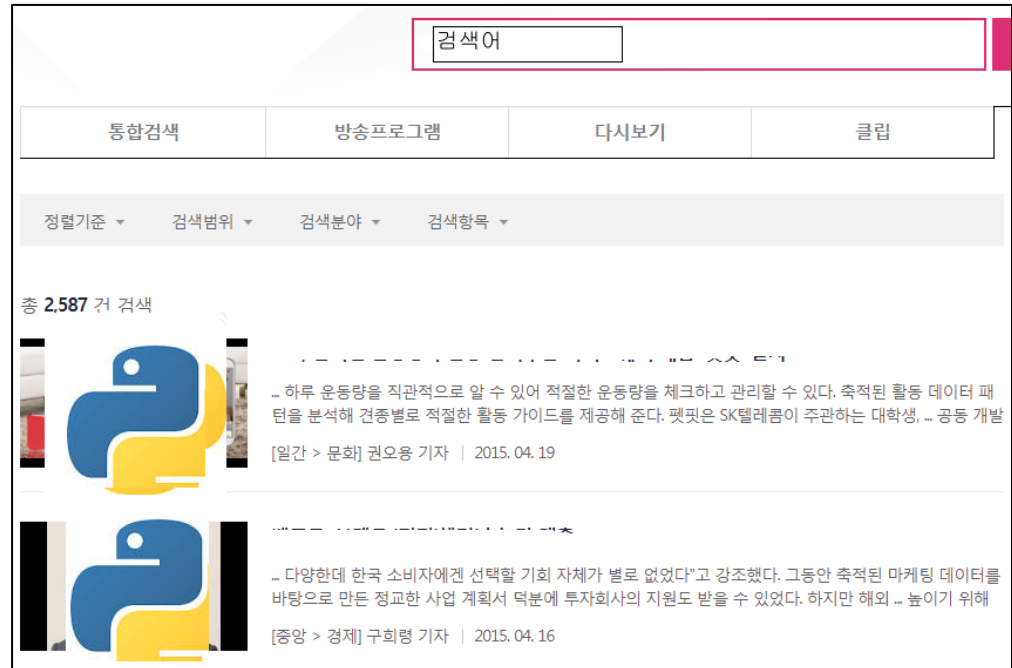 검색어
통합검색
방송프로그램
다시보기
클립
정렬기준
검색범위
검색분야
검색항목
총 2,587 건 검색
... 하루 운동량을 직관적으로 알 수 있어 적절한 운동량을 체크하고 관리할 수 있다. 축적된 활동 데이터 패
턴을 분석해 견종별로 적절한 활동 가이드를 제공해 준다. 펫핏은 SK텔레콤이 주관하는 대학생, ... 공동 개발
[일간 > 문화] 권오용 기자 | 2015. 04. 19
... 다양한데 한국 소비자에겐 선택할 기회 자체가 별로 없었다"고 강조했다. 그동안 축적된 마케팅 데이터를
바탕으로 만든 정교한 사업 계획서 덕분에 투자회사의 지원도 받을 수 있었다. 하지만 해외 ... 높이기 위해
[중앙 > 경제] 구희령 기자 | 2015. 04. 16